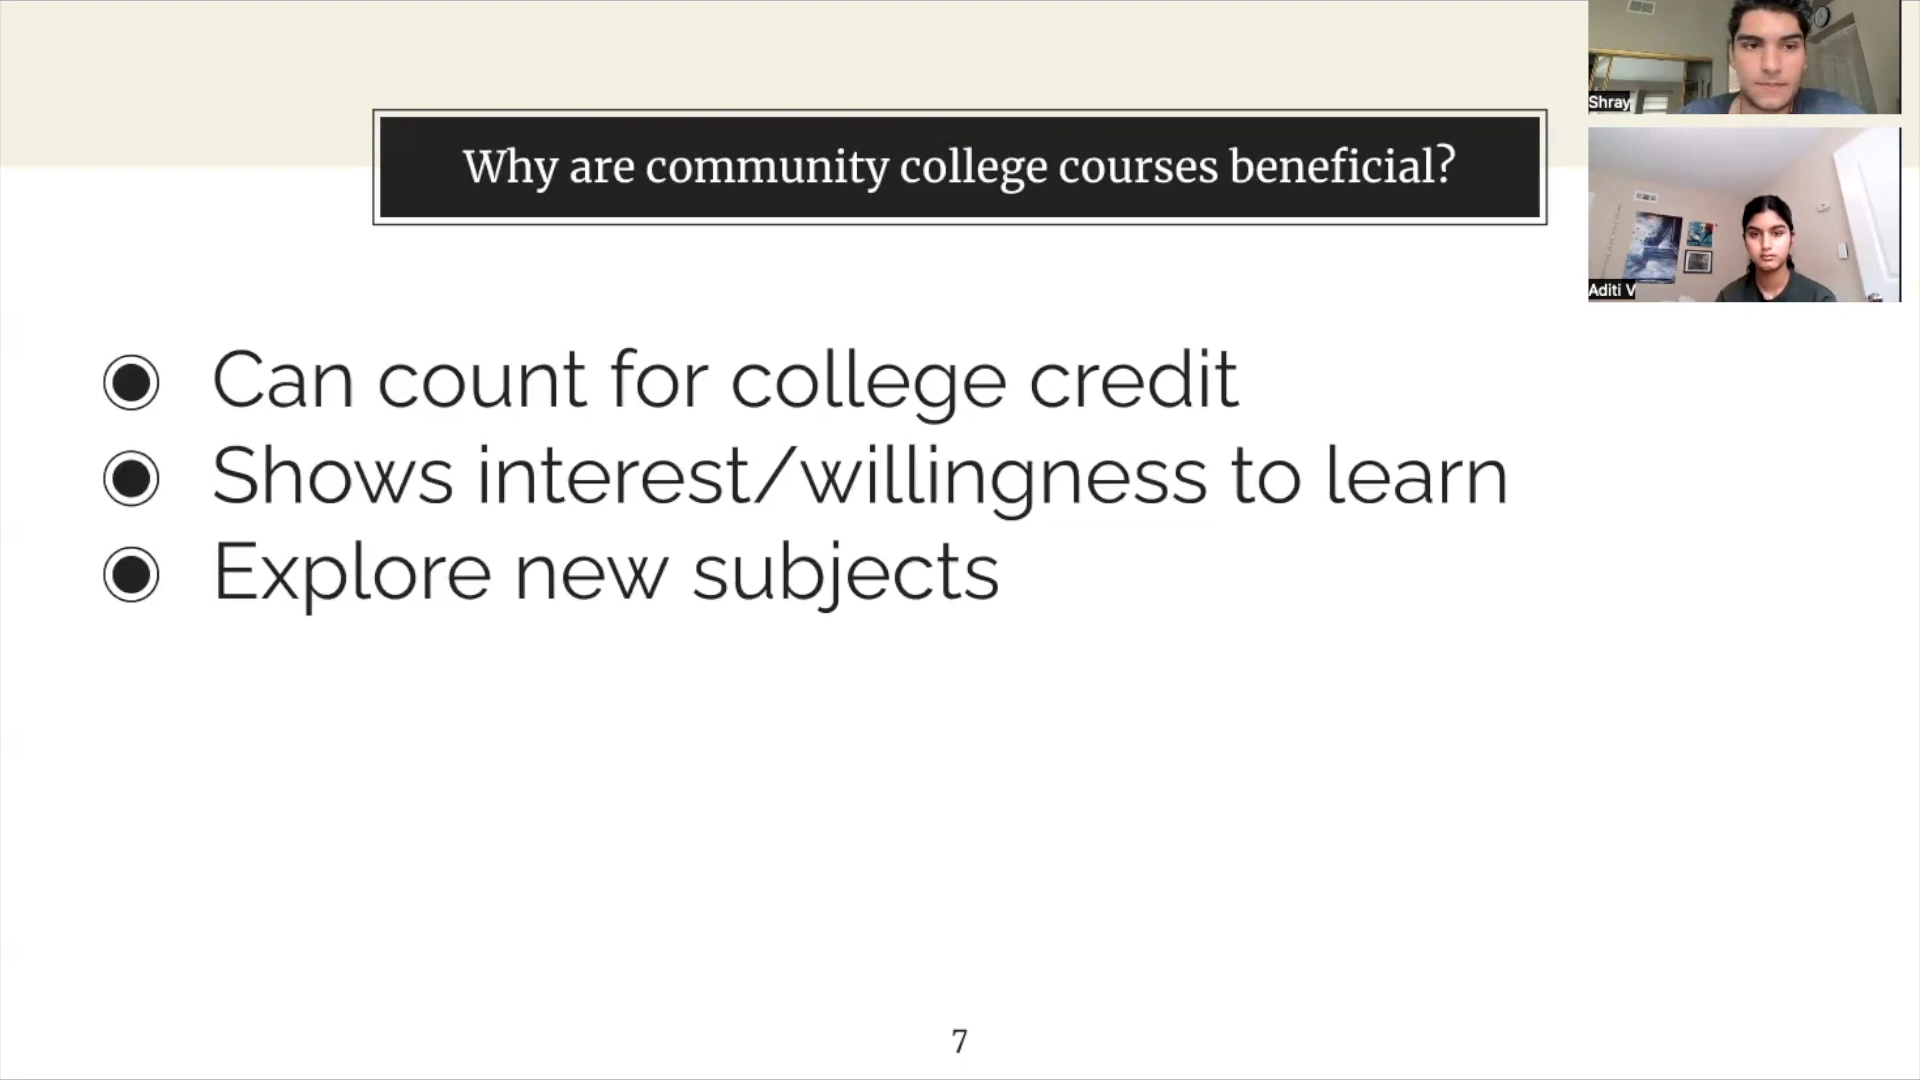 Why are community college courses beneficial?
Shray
Aditi V
Can count for college credit
Shows interest/willingness to learn
Explore new subjects
7